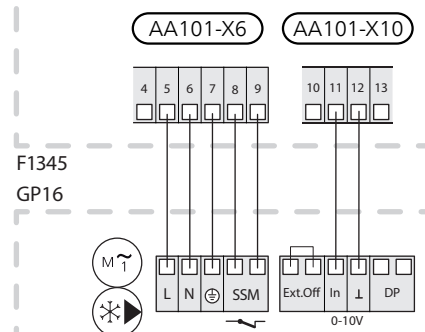 AA101-X6 AA101-X10
4 5 6 7 8 9 10 11 12 13
F1345
GP16
M 1
L N SSM Ext.Off In ⊥ DP
0-10V